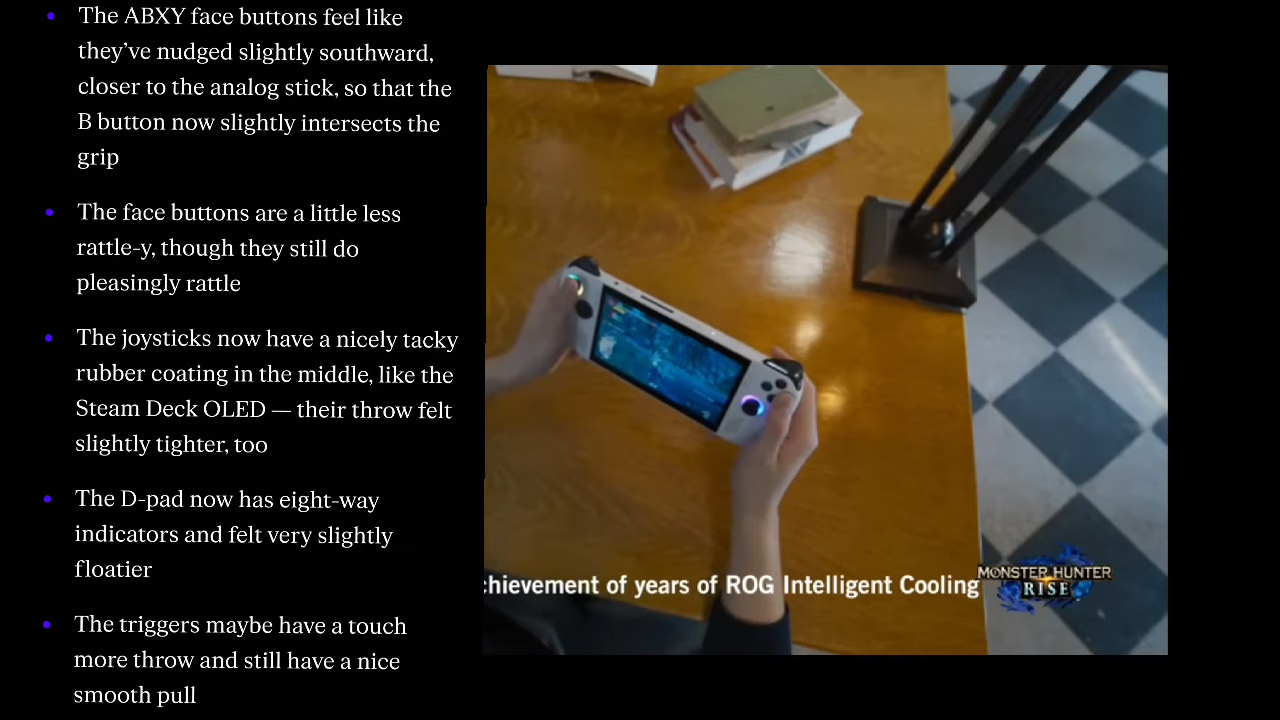 The ABXY face buttons feel like
they've nudged slightly southward,
closer to the analog stick, so that the
B button now slightly intersects the
grip
The face buttons are a little less
rattle-y, though they still do
pleasingly rattle
The joysticks now have a nicely tacky
rubber coating in the middle, like the
Steam Deck OLED — their throw felt
slightly tighter, too
The D-pad now has eight-way
indicators and felt very slightly
floatier
The triggers maybe have a touch
more throw and still have a nice
smooth pull
chievement of years of ROG Intelligent Cooling
MONSTER HUNTER
RISE